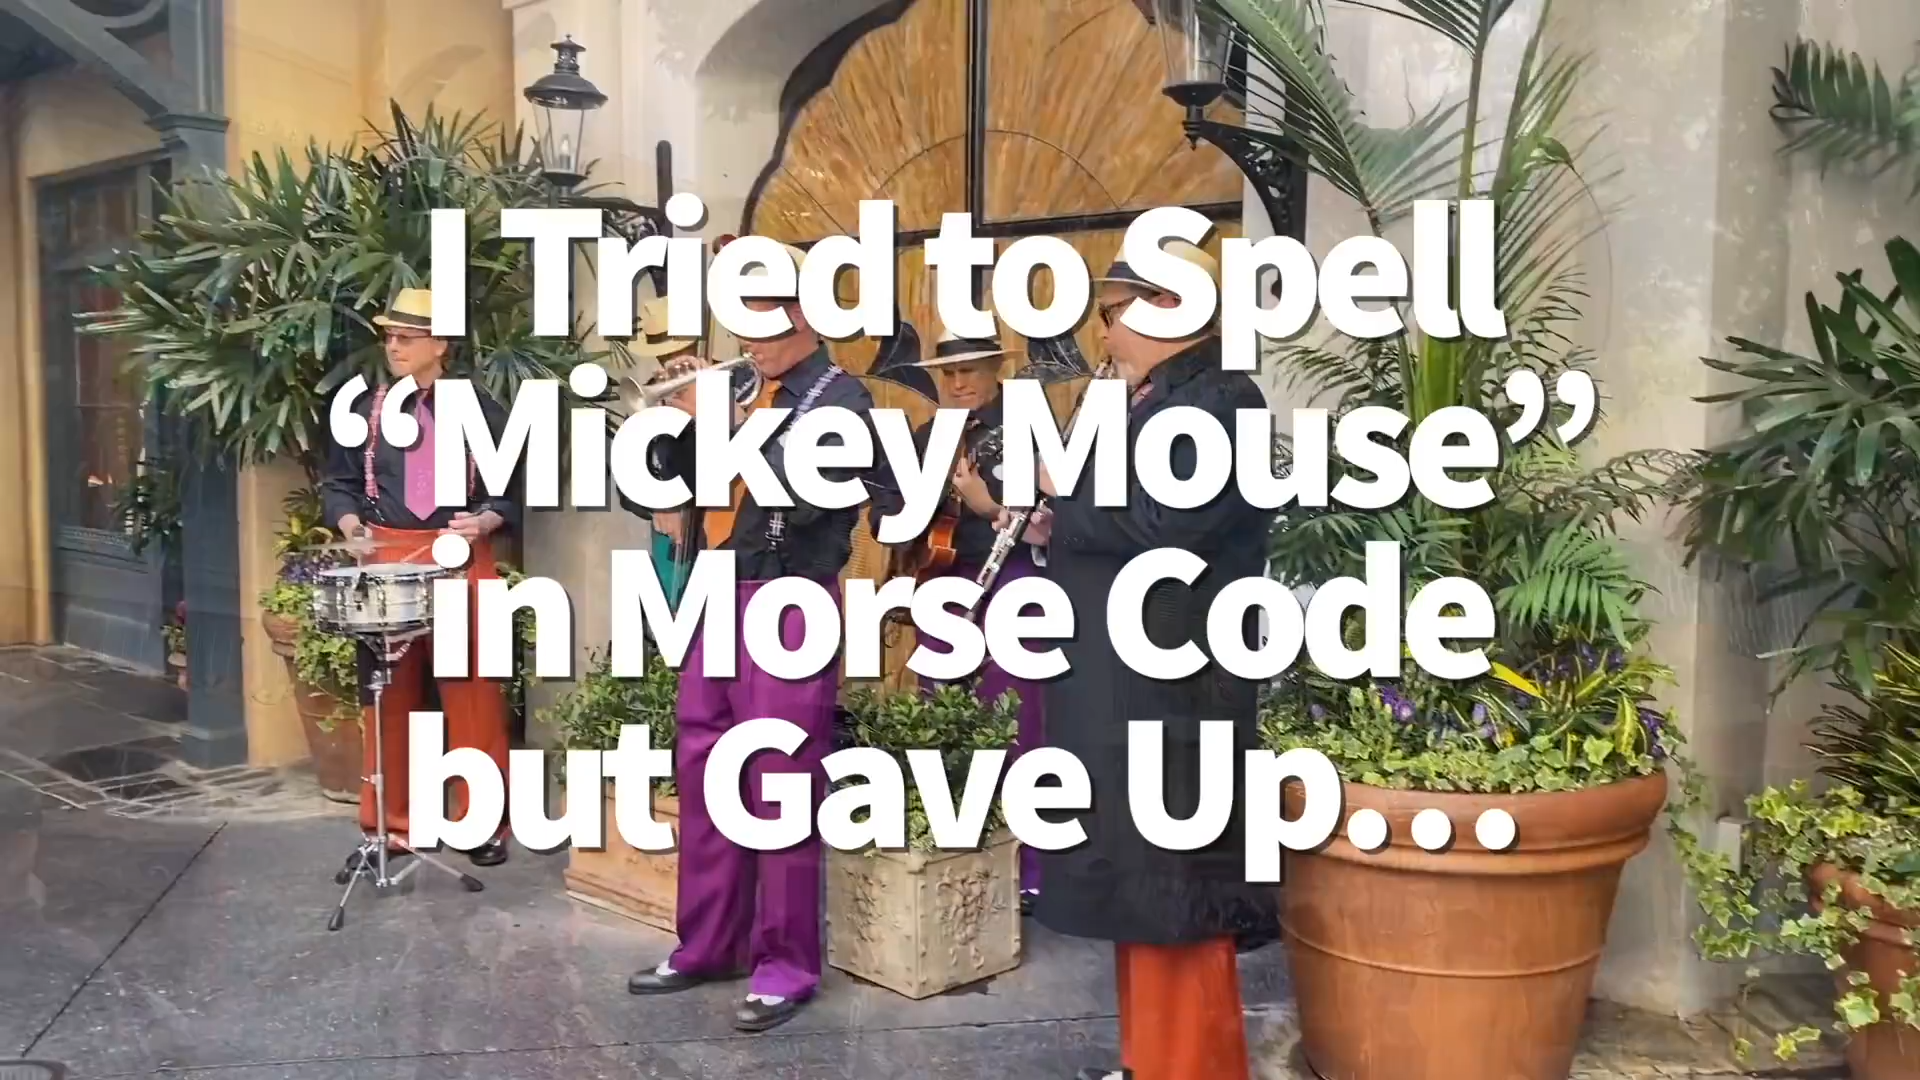 I Tried to Spell
“Mickey Mouse”
in Morse Code
but Gave Up…